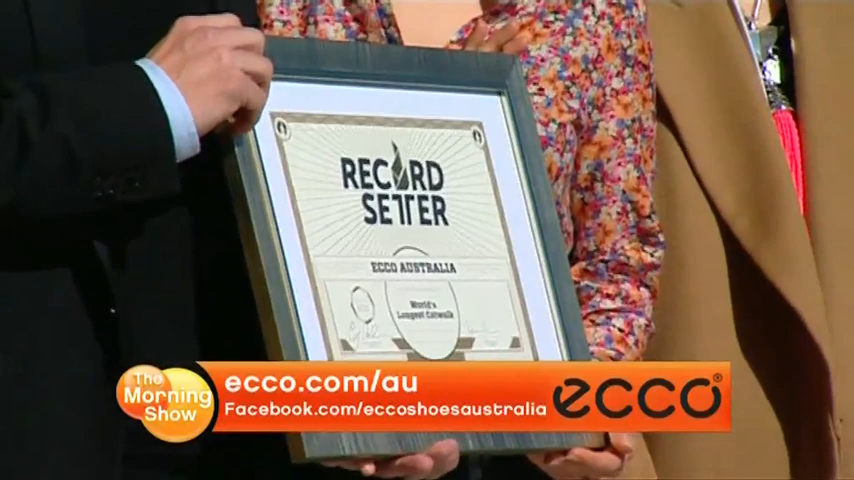 RECORD
SETTER
ECCO AUSTRALIA
World's
Longest Catwalk
The
Morning
Show
ecco.com/au
Facebook.com/eccoshoesaustralia
ecco®